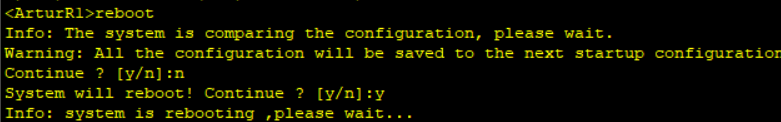 <ArturR1>reboot
Info: The system is comparing the configuration, please wait.
Warning: All the configuration will be saved to the next startup configuration
Continue ? [y/n]:n
System will reboot! Continue ? [y/n]:y
Info: system is rebooting ,please wait...